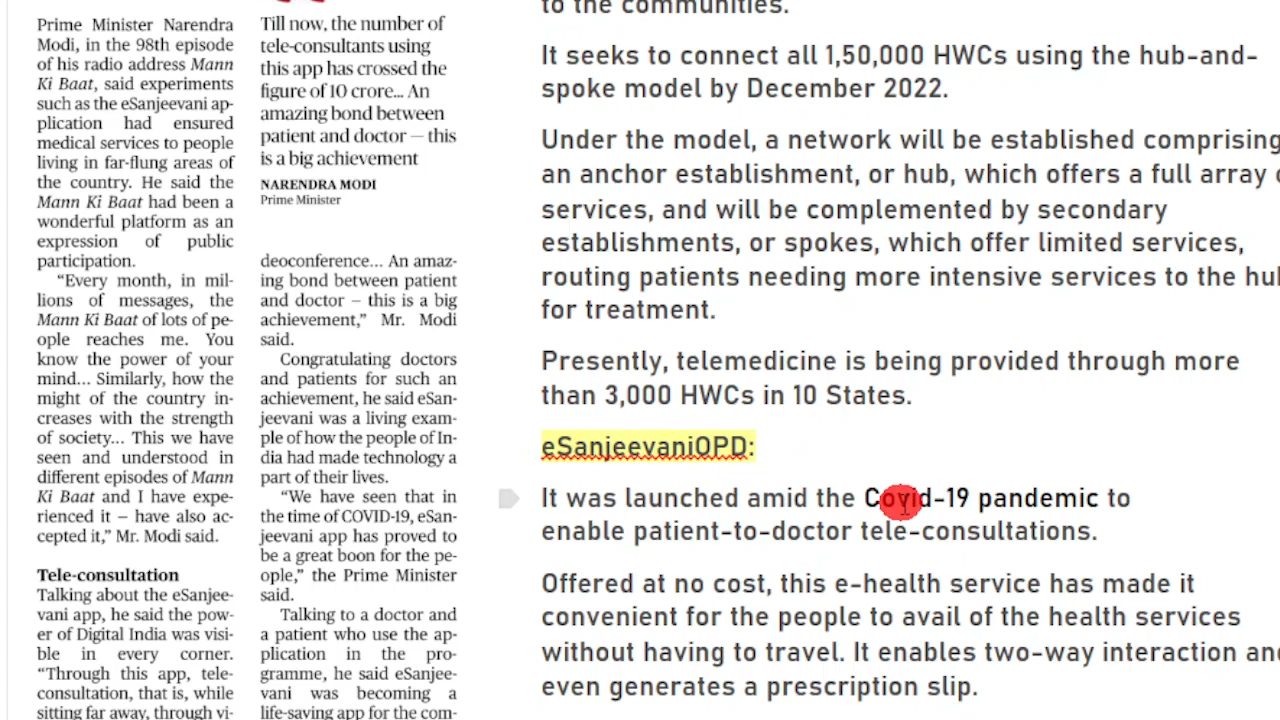 Prime Minister Narendra
Modi, in the 98th episode
of his radio address Mann
Ki Baat, said experiments
such as the eSanjeevani ap-
plication had ensured
medical services to people
living in far-flung areas of
the country. He said the
Mann Ki Baat had been a
wonderful platform as an
expression of public
participation.
“Every month, in mil-
lions of messages, the
Mann Ki Baat of lots of pe-
ople reaches me. You
know the power of your
mind... Similarly, how the
might of the country in-
creases with the strength
of society... This we have
seen and understood in
different episodes of Mann
Ki Baat and I have expe-
rienced it – have also ac-
cepted it,” Mr. Modi said.
Tele-consultation
Talking about the eSanjee-
vani app, he said the pow-
er of Digital India was visi-
ble in every corner.
“Through this app, tele-
consultation, that is, while
sitting far away, through vi-
Till now, the number of
tele-consultants using
this app has crossed the
figure of 10 crore... An
amazing bond between
patient and doctor — this
is a big achievement
NARENDRA MODI
Prime Minister
deoconference... An amaz-
ing bond between patient
and doctor – this is a big
achievement,” Mr. Modi
said.
Congratulating doctors
and patients for such an
achievement, he said eSan-
jeevani was a living exam-
ple of how the people of In-
dia had made technology a
part of their lives.
“We have seen that in
the time of COVID-19, eSan-
jeevani app has proved to
be a great boon for the pe-
ople,” the Prime Minister
said.
Talking to a doctor and
a patient who use the ap-
plication in the pro-
gramme, he said eSanjee-
vani was becoming a
life-saving app for the com-
to the communities.
It seeks to connect all 1,50,000 HWCs using the hub-and-
spoke model by December 2022.
Under the model, a network will be established comprising
an anchor establishment, or hub, which offers a full array
services, and will be complemented by secondary
establishments, or spokes, which offer limited services,
routing patients needing more intensive services to the hub
for treatment.
Presently, telemedicine is being provided through more
than 3,000 HWCs in 10 States.
eSanjeevaniOPD:
It was launched amid the Covid-19 pandemic to
enable patient-to-doctor tele-consultations.
Offered at no cost, this e-health service has made it
convenient for the people to avail of the health services
without having to travel. It enables two-way interaction and
even generates a prescription slip.